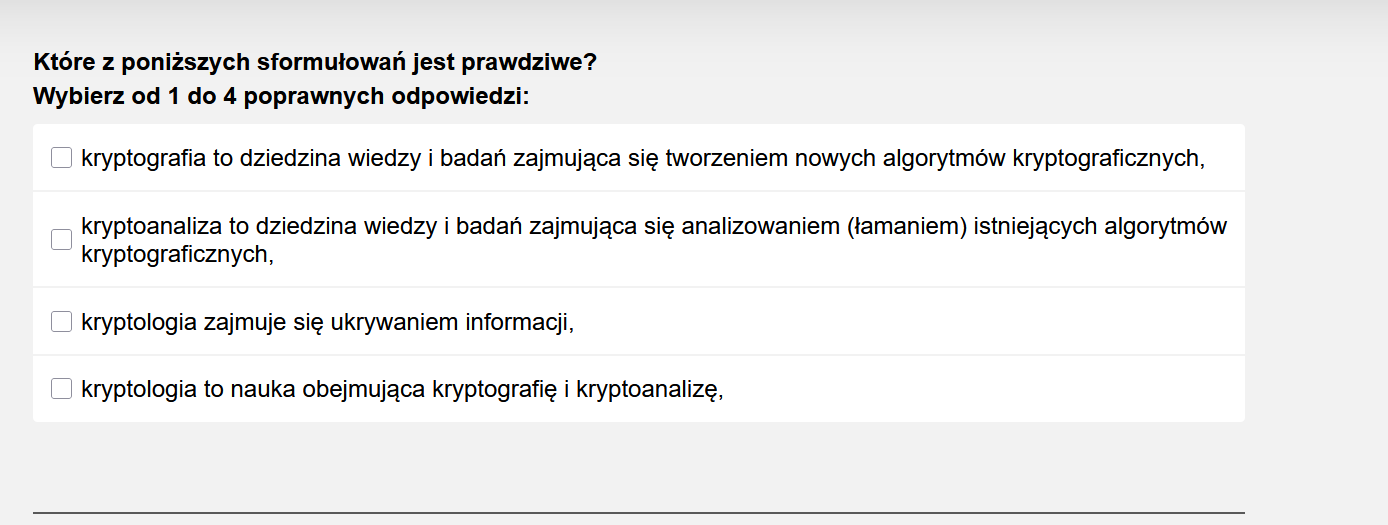 Które z poniższych sformułowań jest prawdziwe?
Wybierz od 1 do 4 poprawnych odpowiedzi:
kryptografia to dziedzina wiedzy i badań zajmująca się tworzeniem nowych algorytmów kryptograficznych,
kryptoanaliza to dziedzina wiedzy i badań zajmująca się analizowaniem (łamaniem) istniejących algorytmów
kryptograficznych,
kryptologia zajmuje się ukrywaniem informacji,
kryptologia to nauka obejmująca kryptografię i kryptoanalizę,